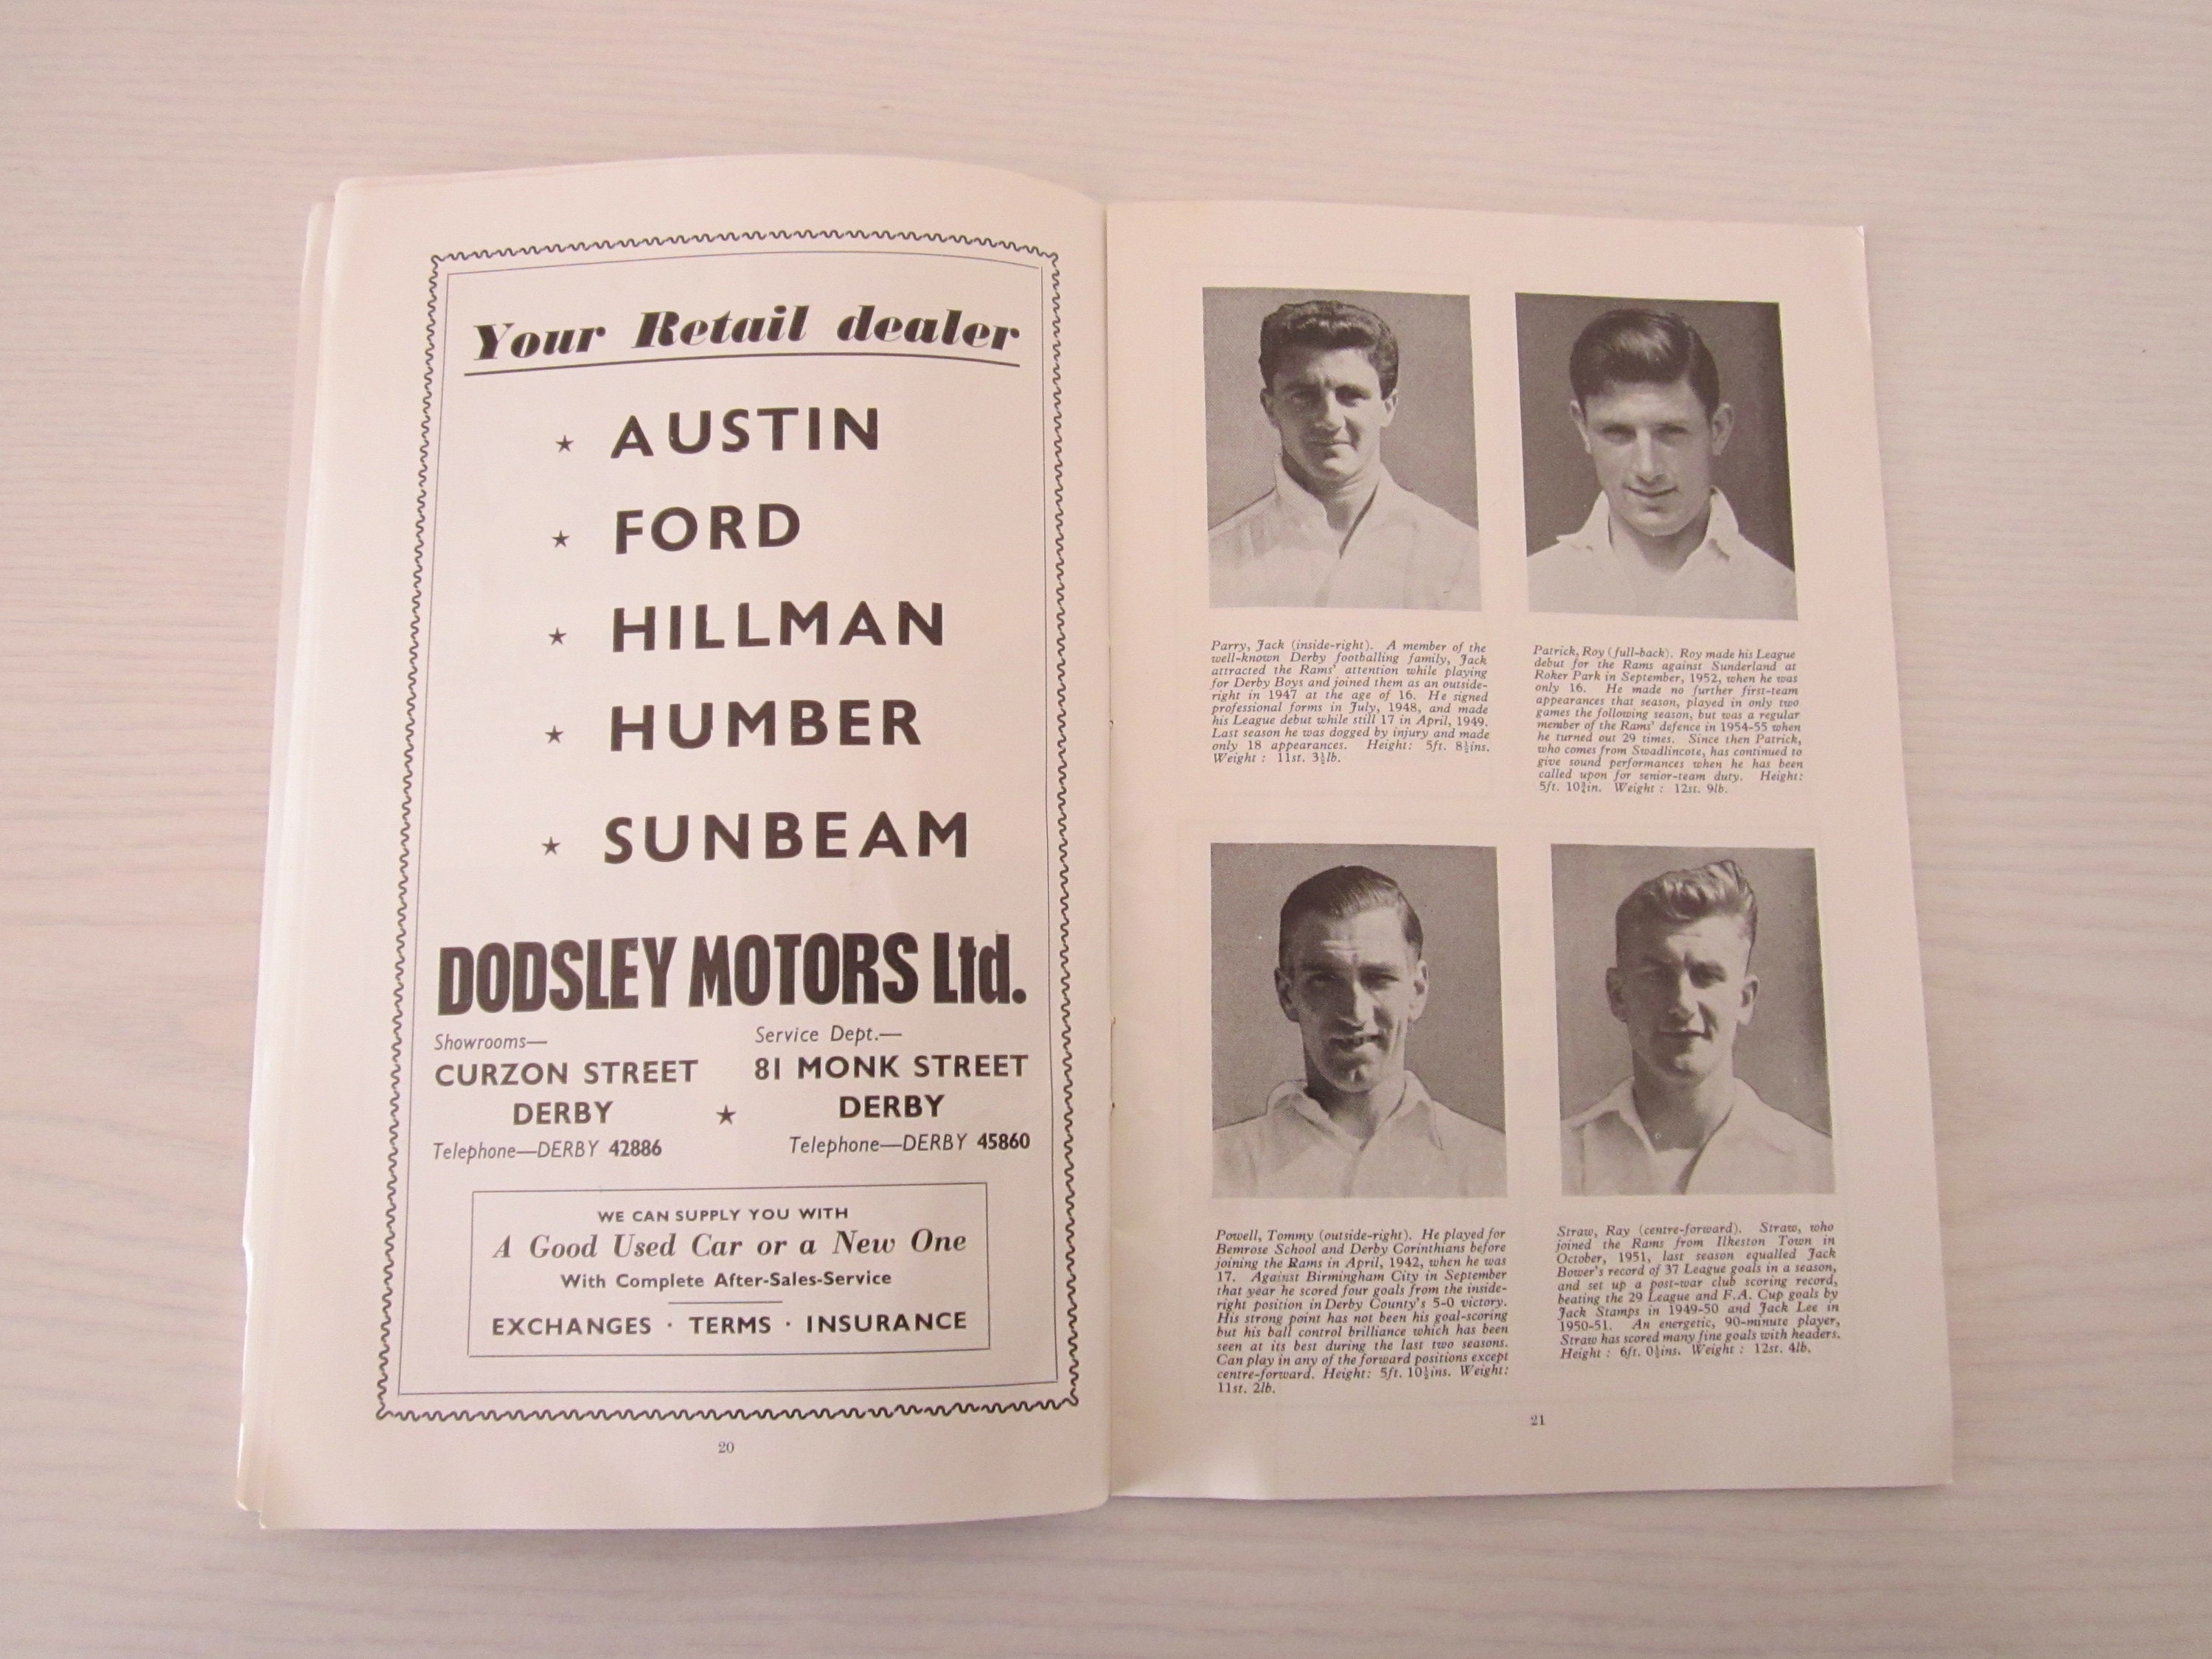 Your Retail dealer
★ AUSTIN
★ FORD
★ HILLMAN
★ HUMBER
★ SUNBEAM
DODSLEY MOTORS Ltd.
Showrooms—
CURZON STREET
DERBY
Telephone—DERBY 42886
★
Service Dept.—
81 MONK STREET
DERBY
Telephone—DERBY 45860
WE CAN SUPPLY YOU WITH
A Good Used Car or a New One
With Complete After-Sales-Service
EXCHANGES · TERMS · INSURANCE
20
Parry, Jack (inside-right). A member of the
well-known Derby footballing family, Jack
attracted the Rams' attention while playing
for Derby Boys and joined them as an outside-
right in 1947 at the age of 16. He signed
professional forms in July, 1948, and made
his League debut while still 17 in April, 1949.
Last season he was dogged by injury and made
only 18 appearances. Height: 5ft. 8½ins.
Weight : 11st. 3½lb.
Patrick, Roy (full-back). Roy made his League
debut for the Rams against Sunderland at
Roker Park in September, 1952, when he was
only 16. He made no further first-team
appearances that season, played in only two
games the following season, but was a regular
member of the Rams' defence in 1954-55 when
he turned out 29 times. Since then Patrick,
who comes from Swadlincote, has continued to
give sound performances when he has been
called upon for senior-team duty. Height:
5ft. 10¾in. Weight : 12st. 9lb.
Powell, Tommy (outside-right). He played for
Bemrose School and Derby Corinthians before
joining the Rams in April, 1942, when he was
17. Against Birmingham City in September
that year he scored four goals from the inside-
right position in Derby County's 5-0 victory.
His strong point has not been his goal-scoring
but his ball control brilliance which has been
seen at its best during the last two seasons.
Can play in any of the forward positions except
centre-forward. Height: 5ft. 10½ins. Weight:
11st. 2lb.
Straw, Ray (centre-forward). Straw, who
joined the Rams from Ilkeston Town in
October, 1951, last season equalled Jack
Bower's record of 37 League goals in a season,
and set up a post-war club scoring record,
beating the 29 League and F.A. Cup goals by
Jack Stamps in 1949-50 and Jack Lee in
1950-51. An energetic, 90-minute player,
Straw has scored many fine goals with headers.
Height : 6ft. 0½ins. Weight : 12st. 4lb.
21